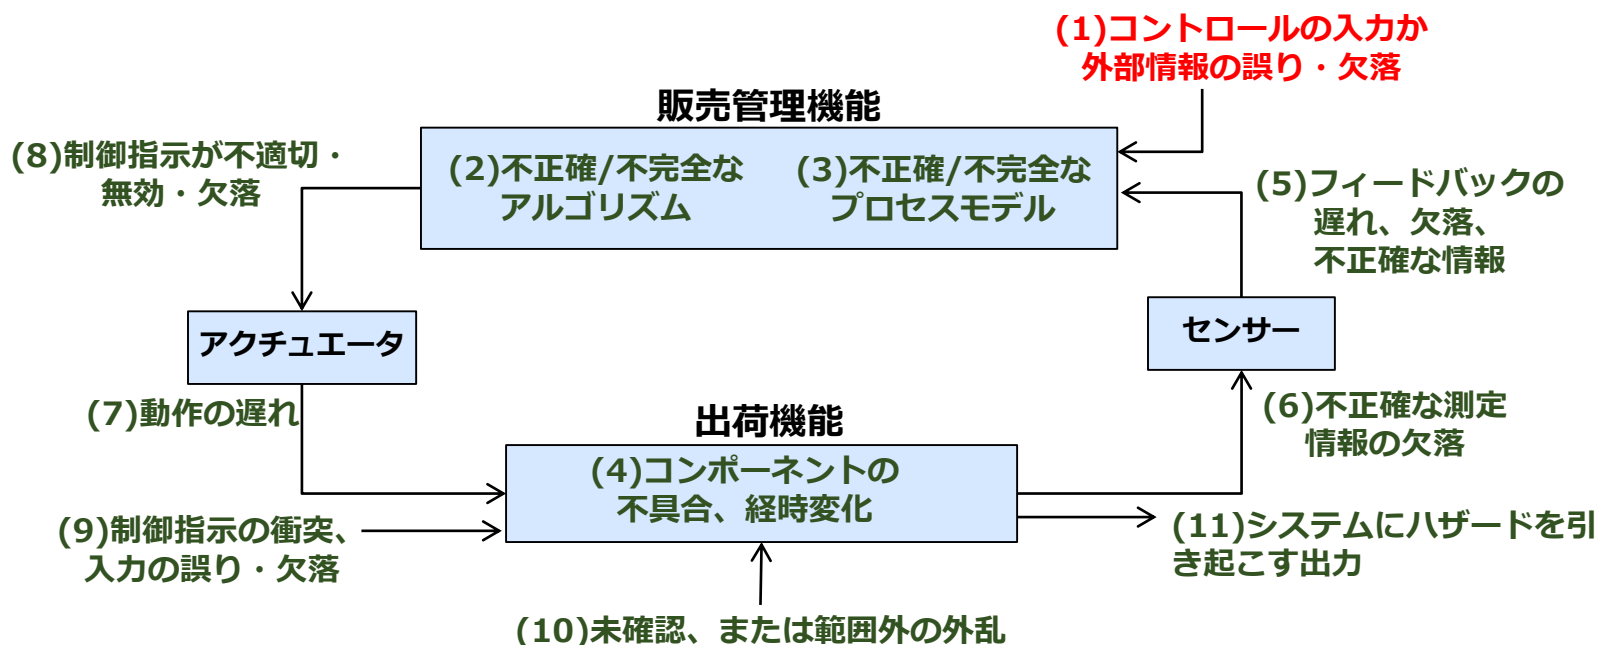 (1)コントロールの入力か
外部情報の誤り・欠落
販売管理機能
(8)制御指示が不適切・
無効・欠落
(2)不正確/不完全な
アルゴリズム
(3)不正確/不完全な
プロセスモデル
(5)フィードバックの
遅れ、欠落、
不正確な情報
アクチュエータ
センサー
(7)動作の遅れ
(6)不正確な測定
情報の欠落
出荷機能
(4)コンポーネントの
不具合、経時変化
(9)制御指示の衝突、
入力の誤り・欠落
(11)システムにハザードを引
き起こす出力
(10)未確認、または範囲外の外乱